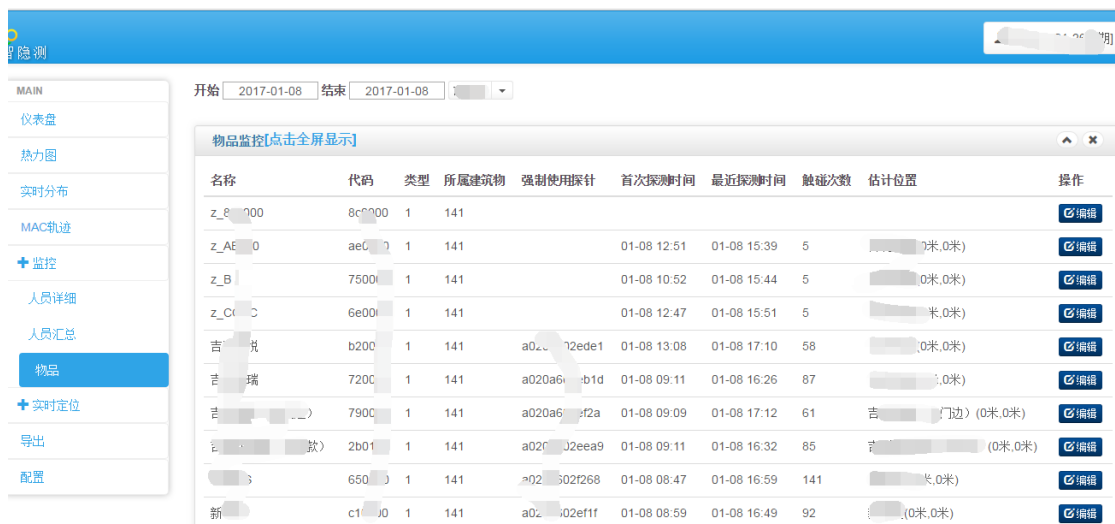 智隐测
MAIN
仪表盘
热力图
实时分布
MAC轨迹
监控
人员详细
人员汇总
物品
实时定位
导出
配置
开始 2017-01-08 结束 2017-01-08
物品监控[点击全屏显示]
名称 代码 类型 所属建筑物 强制使用探针 首次探测时间 最近探测时间 触碰次数 估计位置 操作
1 141 编辑
1 141 01-08 12:51 01-08 15:39 5 0米) 编辑
z_B 7500 1 141 01-08 10:52 01-08 15:44 5 (0米,0米) 编辑
6e00 1 141 01-08 12:47 01-08 15:51 5 0米) 编辑
吉 悦 b200 1 141 02ede1 01-08 13:08 01-08 17:10 58 (0米,0米) 编辑
吉 瑞 7200 1 141 a020a6 eb1d 01-08 09:11 01-08 16:26 87 0米) 编辑
吉 ) 7900 1 141 a020a6 ef2a 01-08 09:09 01-08 17:12 61 吉 门边) (0米,0米) 编辑
吉 款) 2b01 1 141 a020 02eea9 01-08 09:11 01-08 16:32 85 (0米,0米) 编辑
650 1 141 a02 602f268 01-08 08:47 01-08 16:59 141 0米) 编辑
新 c1 00 1 141 a02 02ef1f 01-08 08:59 01-08 16:49 92 (0米,0米) 编辑